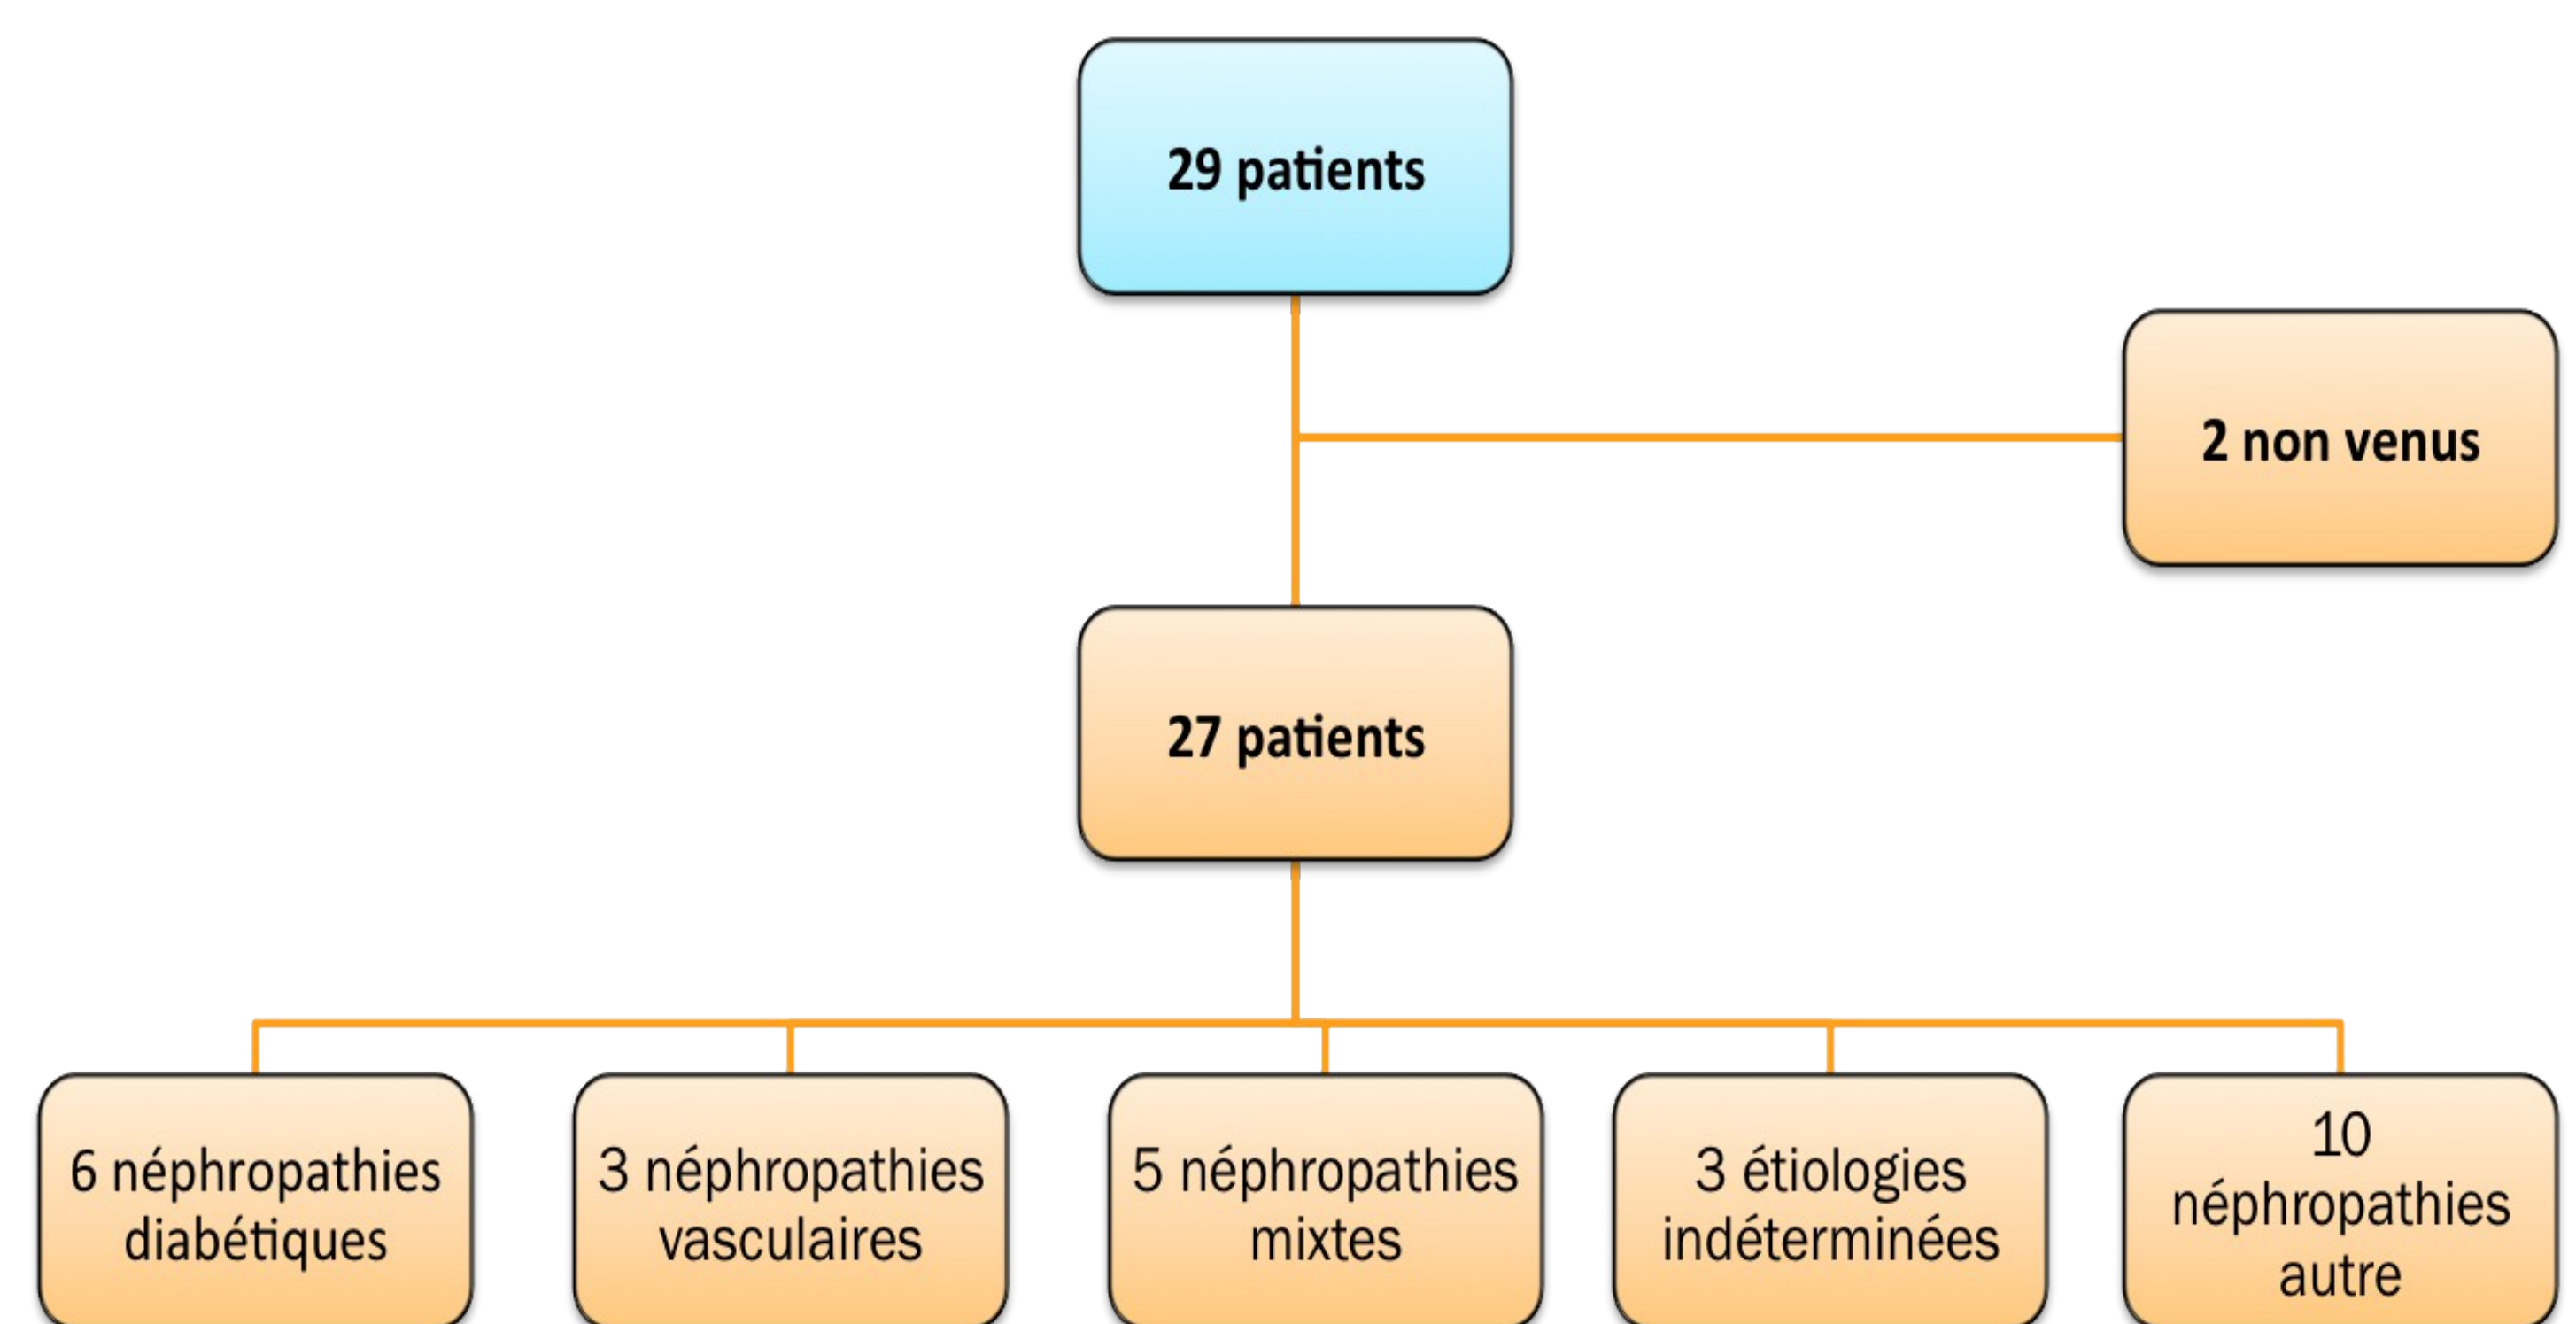 29 patients
2 non venus
27 patients
6 néphropathies
diabétiques
3 néphropathies
vasculaires
5 néphropathies
mixtes
3 étiologies
indéterminées
10
néphropathies
autre